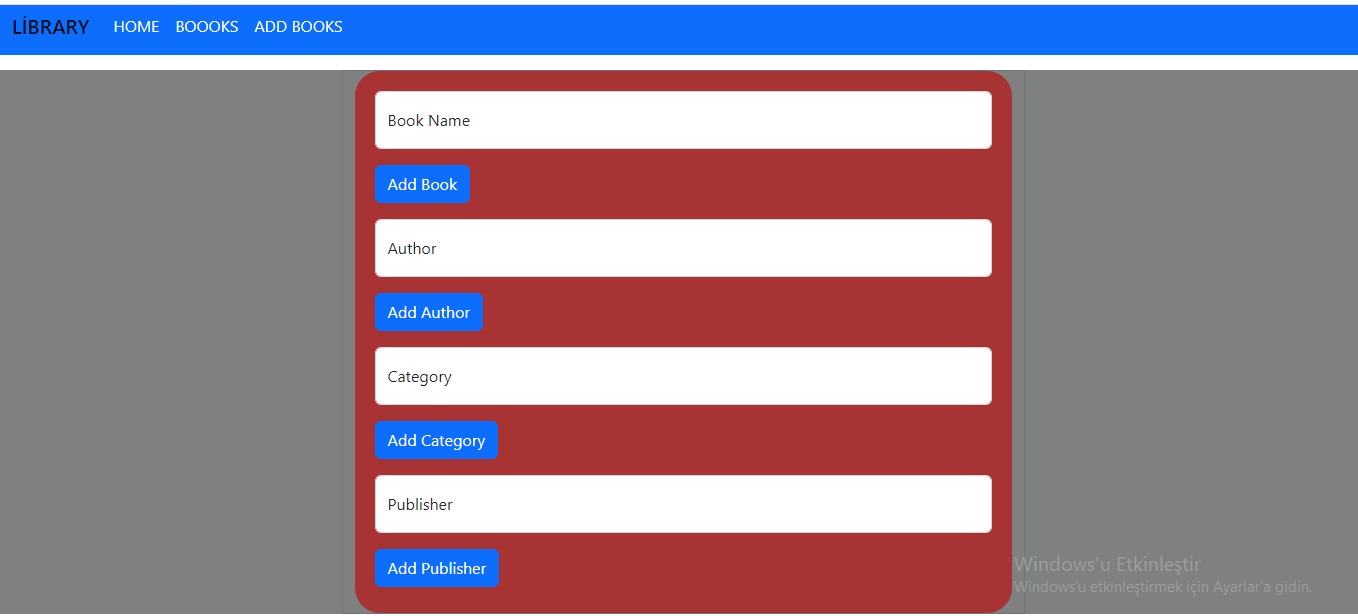 LİBRARY HOME BOOOKS ADD BOOKS
Book Name
Add Book
Author
Add Author
Category
Add Category
Publisher
Add Publisher
Windows'u Etkinleştir
Windows'u etkinleştirmek için Ayarlar'a gidin.